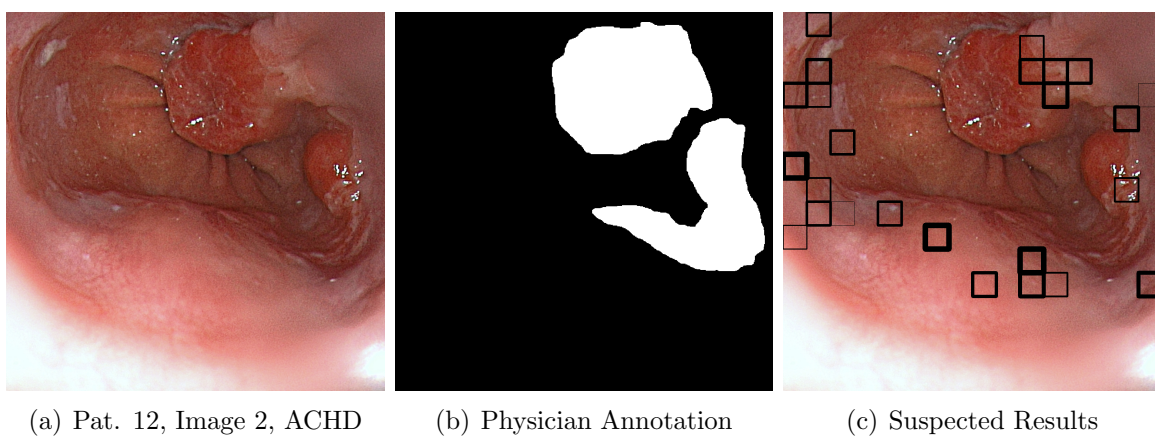 (a) Pat. 12, Image 2, ACHD
(b) Physician Annotation
(c) Suspected Results